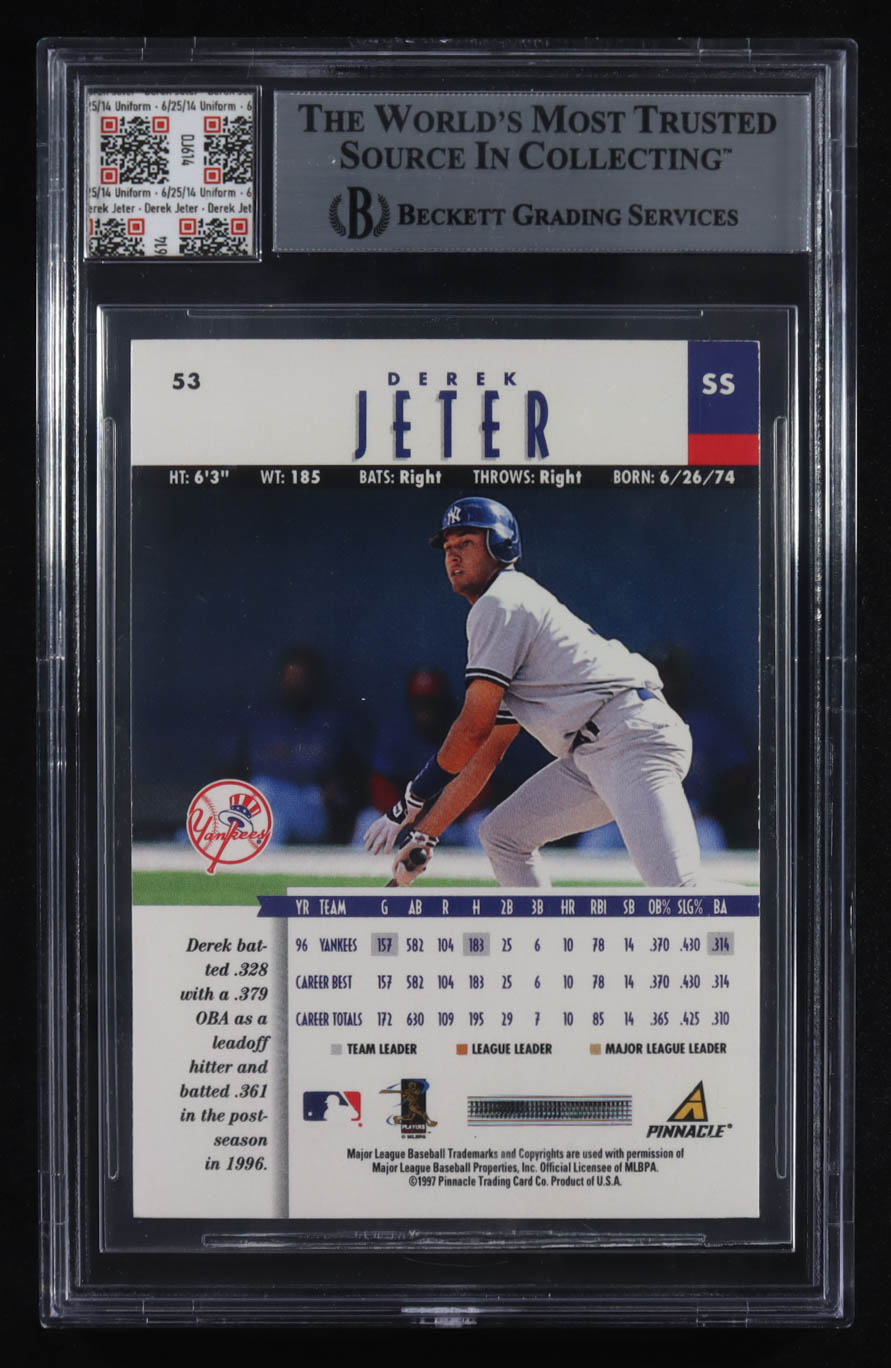 Derek Jeter
5/14 Uniform · 6/25/14 Uniform · 6
DJ614
5/14 Uniform · 6/25/14 Uniform · 6
erek Jeter · Derek Jeter · Derek Jet
614
THE WORLD'S MOST TRUSTED
SOURCE IN COLLECTING™
B BECKETT GRADING SERVICES
53
DEREK
JETER
SS
HT: 6'3" WT: 185 BATS: Right THROWS: Right BORN: 6/26/74
NY
Yankees
YR TEAM G AB R H 2B 3B HR RBI SB OB% SLG% BA
96 YANKEES 157 582 104 183 25 6 10 78 14 .370 .430 .314
CAREER BEST 157 582 104 183 25 6 10 78 14 .370 .430 .314
CAREER TOTALS 172 630 109 195 29 7 10 85 14 .365 .425 .310
TEAM LEADER LEAGUE LEADER MAJOR LEAGUE LEADER
Derek bat-
ted .328
with a .379
OBA as a
leadoff
hitter and
batted .361
in the post-
season
in 1996.
PLAYERS
© MLBPA
PINNACLE®
Major League Baseball Trademarks and Copyrights are used with permission of
Major League Baseball Properties, Inc. Official Licensee of MLBPA.
©1997 Pinnacle Trading Card Co. Product of U.S.A.